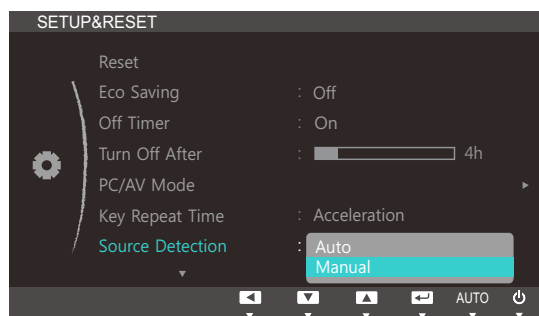 SETUP&RESET
Reset
Eco Saving : Off
Off Timer : On
Turn Off After : 4h
PC/AV Mode
Key Repeat Time : Acceleration
Source Detection : Auto
Manual
AUTO